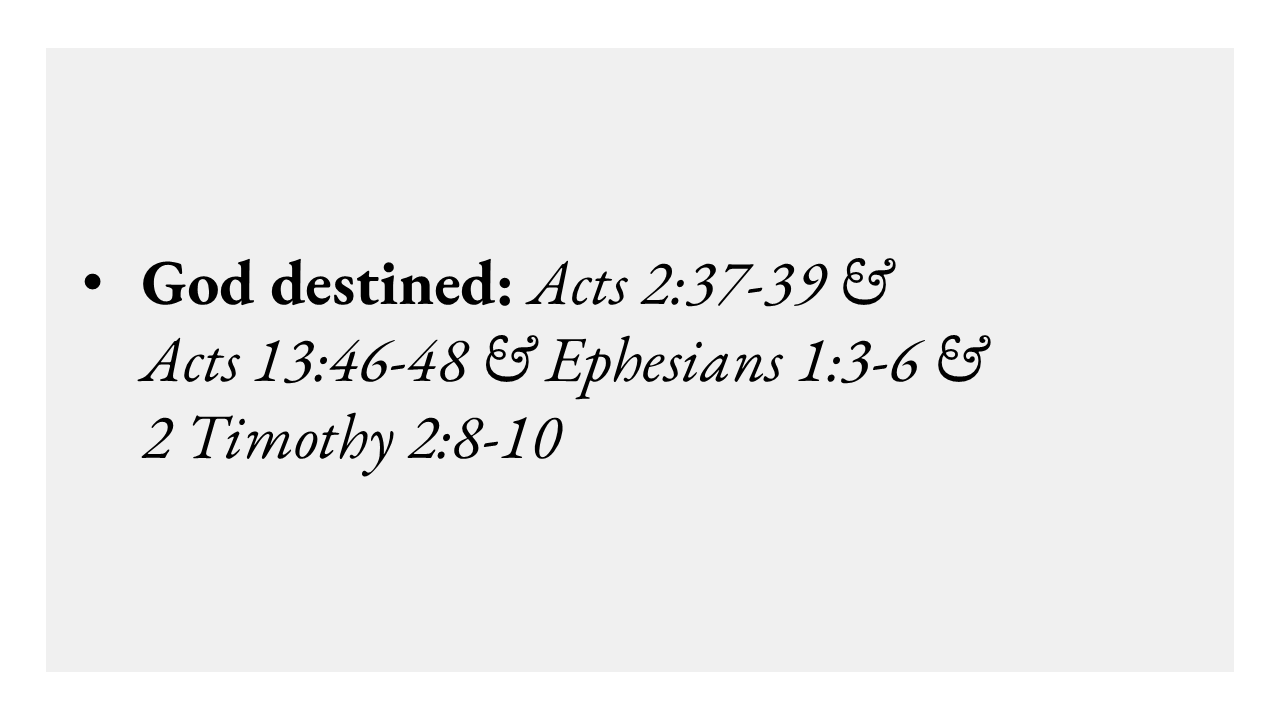 • God destined: Acts 2:37-39 &
Acts 13:46-48 & Ephesians 1:3-6 &
2 Timothy 2:8-10